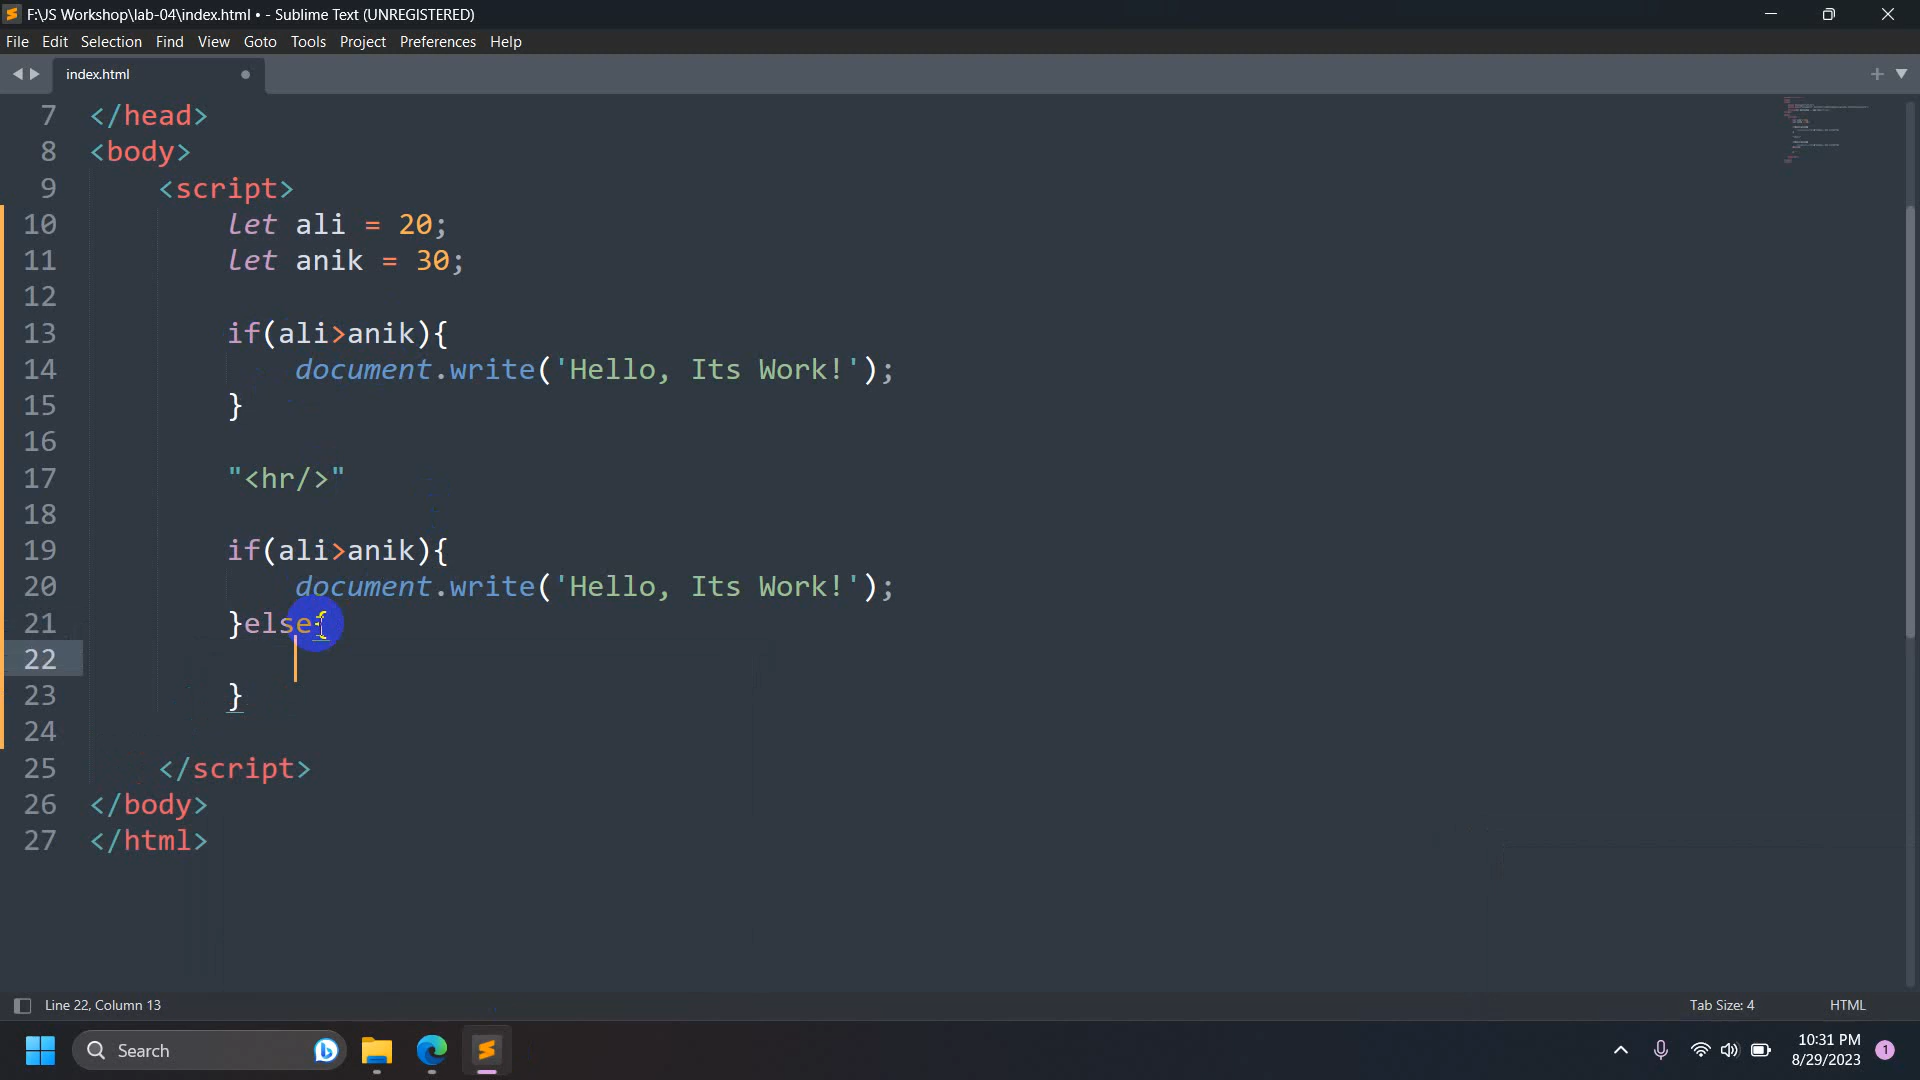 F:\JS Workshop\lab-04\index.html • - Sublime Text (UNREGISTERED)
File Edit Selection Find View Goto Tools Project Preferences Help
index.html
7 </head>
8 <body>
9 <script>
10 let ali = 20;
11 let anik = 30;
12
13 if(ali>anik){
14 document.write('Hello, Its Work!');
15 }
16
17 "<hr/>"
18
19 if(ali>anik){
20 document.write('Hello, Its Work!');
21 }else{
22
23 }
24
25 </script>
26 </body>
27 </html>
Line 22, Column 13 Tab Size: 4 HTML
Search
10:31 PM
8/29/2023
1